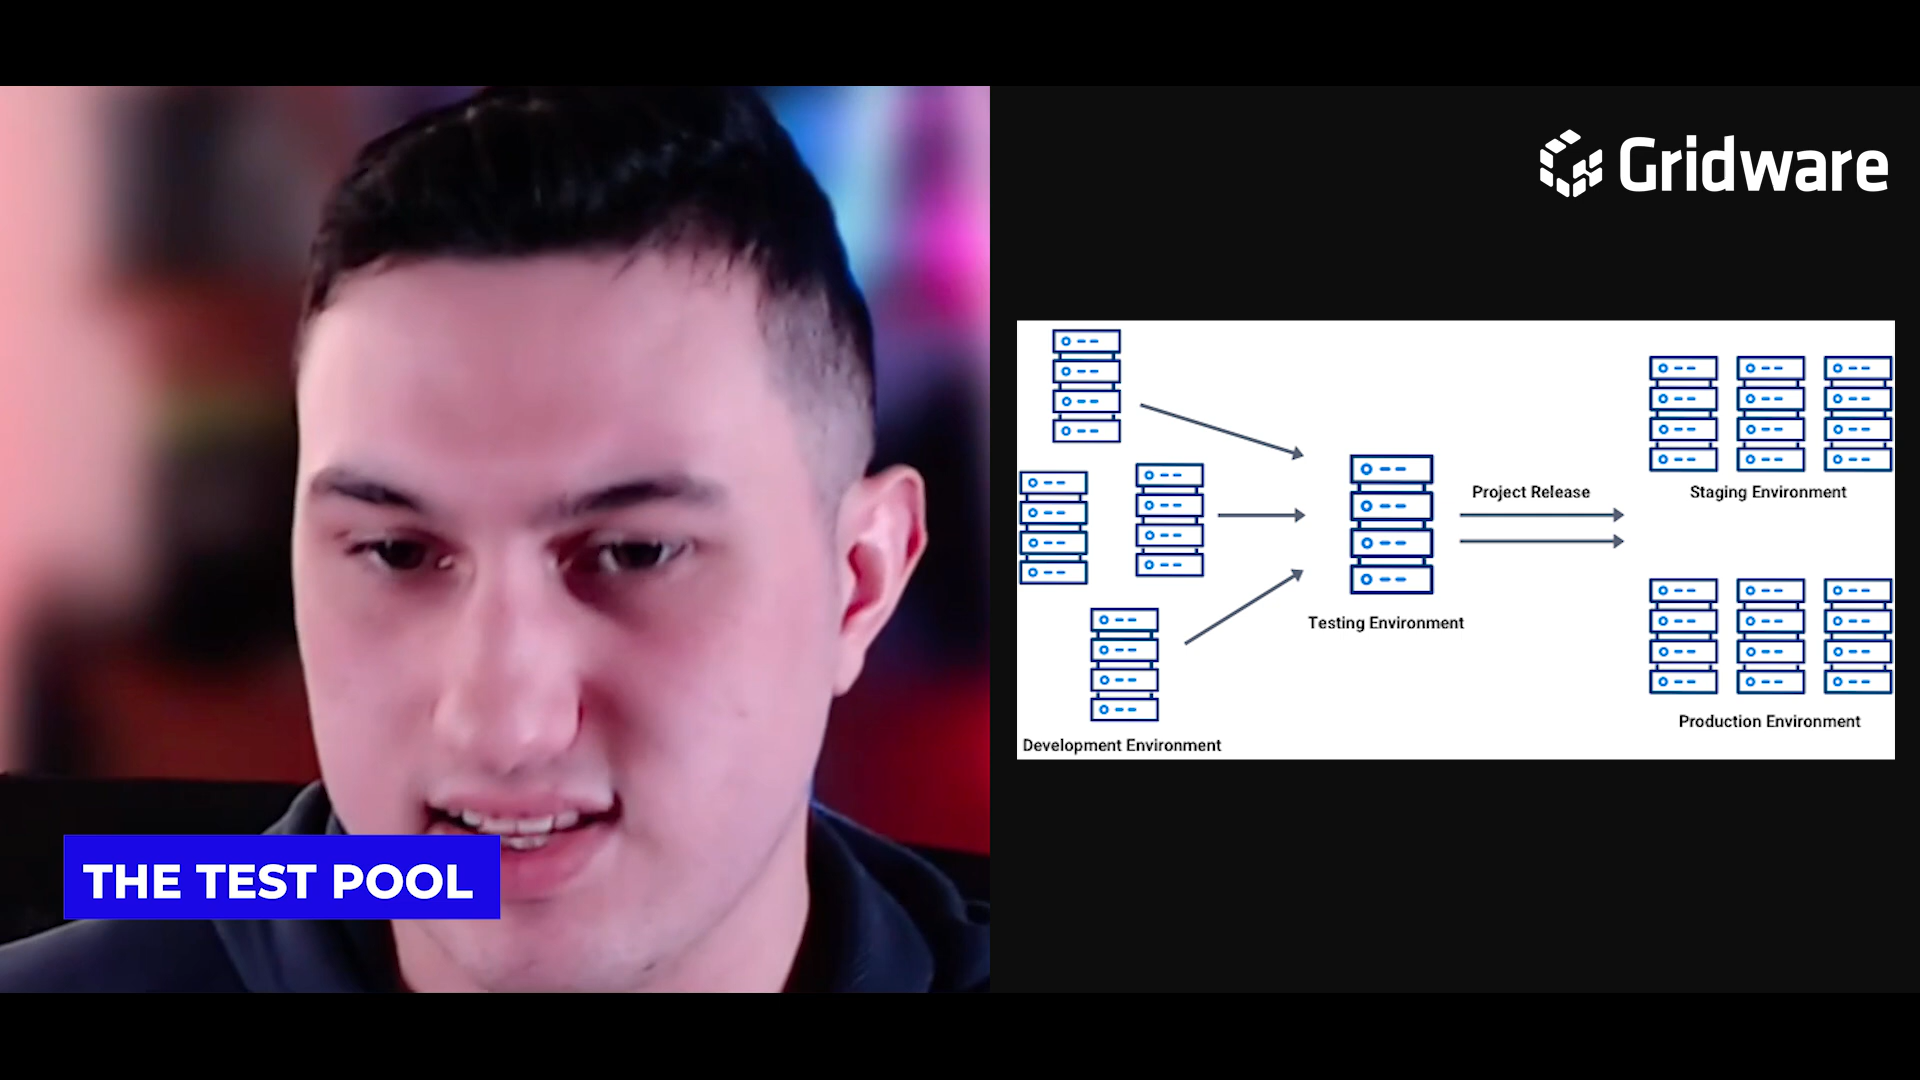 Gridware
Project Release
Staging Environment
Testing Environment
Production Environment
Development Environment
THE TEST POOL